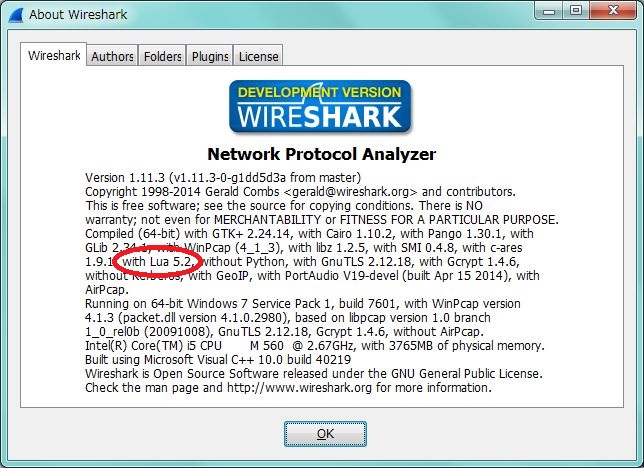 About Wireshark
Wireshark Authors Folders Plugins License
DEVELOPMENT VERSION
WIRESHARK
Network Protocol Analyzer
Version 1.11.3 (v1.11.3-0-g1dd5d3a from master)
Copyright 1998-2014 Gerald Combs <gerald@wireshark.org> and contributors.
This is free software; see the source for copying conditions. There is NO
warranty; not even for MERCHANTABILITY or FITNESS FOR A PARTICULAR PURPOSE.
Compiled (64-bit) with GTK+ 2.24.14, with Cairo 1.10.2, with Pango 1.30.1, with
GLib 2.34.1, with WinPcap (4_1_3), with libz 1.2.5, with SMI 0.4.8, with c-ares
1.9.1, with Lua 5.2, without Python, with GnuTLS 2.12.18, with Gcrypt 1.4.6,
without Kerberos, with GeoIP, with PortAudio V19-devel (built Apr 15 2014), with
AirPcap.
Running on 64-bit Windows 7 Service Pack 1, build 7601, with WinPcap version
4.1.3 (packet.dll version 4.1.0.2980), based on libpcap version 1.0 branch
1_0_rel0b (20091008), GnuTLS 2.12.18, Gcrypt 1.4.6, without AirPcap.
Intel(R) Core(TM) i5 CPU       M 560  @ 2.67GHz, with 3765MB of physical memory.
Built using Microsoft Visual C++ 10.0 build 40219
Wireshark is Open Source Software released under the GNU General Public License.
Check the man page and http://www.wireshark.org for more information.
OK